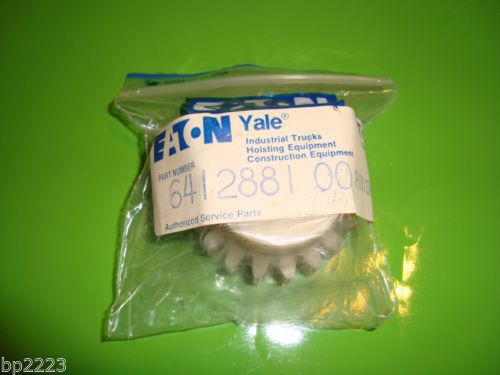 EATON Yale®
Industrial Trucks
Hoisting Equipment
Construction Equipment
PART NUMBER
6412881 00
Authorized Service Parts
bp2223